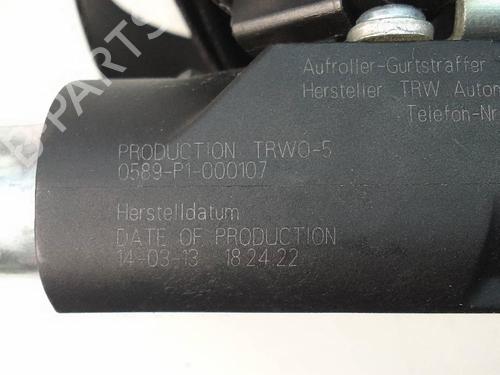 Aufroller-Gurtstraffer
Hersteller TRW Autom
Telefon-Nr
PRODUCTION TRWO-5
0589-P1-000107
Herstelldatum
DATE OF PRODUCTION
14-03-13 18.24.22
B-PARTS